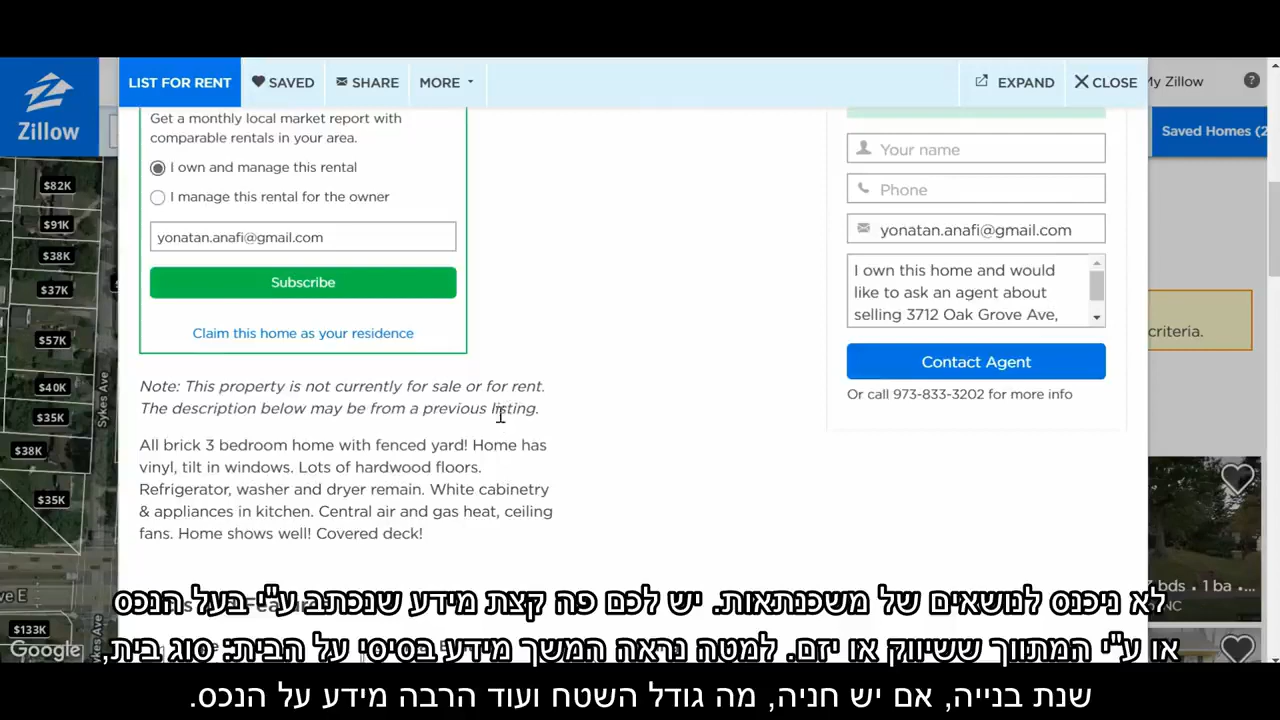 LIST FOR RENT
SAVED
SHARE
MORE
EXPAND
CLOSE
My Zillow
?
Zillow
Saved Homes (2
Get a monthly local market report with
comparable rentals in your area.
I own and manage this rental
I manage this rental for the owner
yonatan.anafi@gmail.com
Subscribe
Claim this home as your residence
Note: This property is not currently for sale or for rent.
The description below may be from a previous listing.
All brick 3 bedroom home with fenced yard! Home has
vinyl, tilt in windows. Lots of hardwood floors.
Refrigerator, washer and dryer remain. White cabinetry
& appliances in kitchen. Central air and gas heat, ceiling
fans. Home shows well! Covered deck!
Your name
Phone
yonatan.anafi@gmail.com
I own this home and would
like to ask an agent about
selling 3712 Oak Grove Ave,
Contact Agent
Or call 973-833-3202 for more info
criteria.
$82K
$91K
$38K
$37K
$57K
$40K
$35K
$38K
$35K
$133K
Sykes Ave
Google
bds • 1 ba • ...
לא ניכנס לנושאים של משכנתאות. יש לכם פה קצת מידע שנכתב ע"י בעל הנכס
או ע"י המתווך ששיווק או יזם. למטה נראה המשך מידע בסיסי על הבית: סוג בית,
שנת בנייה, אם יש חניה, מה גודל השטח ועוד הרבה מידע על הנכס.